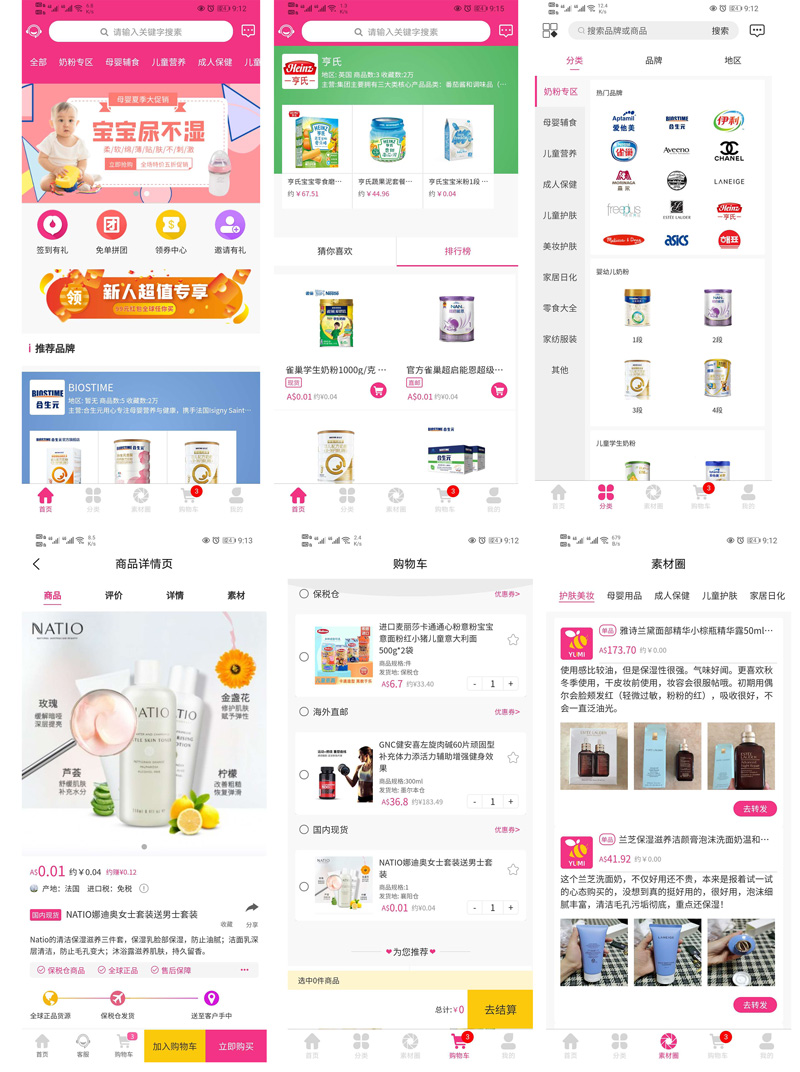 9:12
请输入关键字搜素
全部 奶粉专区 母婴辅食 儿童营养 成人保健 儿童
母婴夏季大促销
宝宝尿不湿
柔/软/绵/薄/贴/肤/不/刺/激
立即抢购 全场特价五折促销
签到有礼 免单拼团 领券中心 邀请有礼
领 新人超值专享
99元红包全球任你买
推荐品牌
BIOSTIME
合生元
BIOSTIME
地区: 暂无 商品数:5 收藏数:2万
主营:合生元用心专注母婴营养与健康，携手法国Isigny Saint…
首页 分类 素材圈 购物车 3 我的
9:15
请输入关键字搜素
Heinz
亨氏
亨氏
地区: 英国 商品数:3 收藏数:2万
主营:集团主要拥有三大类核心产品品类：番茄酱和调味品（…
亨氏宝宝零食磨… 亨氏蔬果泥套餐… 亨氏宝宝米粉1段 …
约￥67.51 约￥44.96 约￥0.04
猜你喜欢 排行榜
雀巢学生奶粉1000g/克 … 官方雀巢超启能恩超级…
现货 直邮
A$0.01 约¥0.04 A$0.01 约¥0.04
首页 分类 素材圈 购物车 3 我的
9:12
搜索品牌或商品 搜索
分类 品牌 地区
奶粉专区
母婴辅食
儿童营养
成人保健
儿童护肤
美妆护肤
家居日化
零食大全
家纺服装
其他
热门品牌
Aptamil
爱他美
BIOSTIME
合生元
伊利
雀巢
Aveeno
CHANEL
MORINAGA
森永
LANEIGE
freeplus
ESTÉE LAUDER
Heinz
亨氏
Melissa & Doug
asics
婴幼儿奶粉
1段 2段
3段 4段
儿童学生奶粉
首页 分类 素材圈 购物车 3 我的
9:13
商品详情页
商品 评价 详情 素材
NATIO
玫瑰
缓解暗哑
深层提亮
金盏花
修护肌肤
赋予弹性
芦荟
舒缓肌肤
补充水分
柠檬
改善粗糙
恢复弹滑
A$0.01 约￥0.04 约赚¥0.12
产地：法国 进口税：免税
国内现货 NATIO娜迪奥女士套装送男士套装
收藏 分享
Natio的清洁保湿滋养三件套，保湿乳脸部保湿，防止油腻；洁面乳深
层清洁，防止毛孔变大；沐浴露滋养肌肤，持久留香。
保税仓商品 全球正品 售后保障 •••
全球正品货源 保税仓发货 送至客户手中
首页 客服 购物车 3 加入购物车 立即购买
9:12
购物车
保税仓 优惠券>
进口麦丽莎卡通通心粉意粉宝宝
意面粉红小猪儿童意大利面
500g*2袋
商品规格:件
发货地: 保税仓
A$6.7 约¥33.40 - 1 +
海外直邮 优惠券>
GNC健安喜左旋肉碱60片顽固型
补充体力添活力辅助增强健身效
果
商品规格:300ml
发货地: 墨尔本仓
A$36.8 约¥183.49 - 1 +
国内现货 优惠券>
NATIO娜迪奥女士套装送男士套
装
商品规格:1
发货地: 襄阳仓
A$0.01 约¥0.04 - 1 +
为您推荐
选中0件商品
总计:￥0 去结算
首页 分类 素材圈 购物车 3 我的
9:12
素材圈
护肤美妆 母婴用品 成人保健 儿童护肤 家居日化
YUMI
单品 雅诗兰黛面部精华小棕瓶精华露50ml…
A$173.70 约￥0.00
使用感比较油，但是保湿性很强。气味好闻。更喜欢秋
冬季使用，干皮妆前使用，妆容会很服帖哦。初期用偶
尔会脸颊发红（轻微过敏，粉粉的红），吸收很好，不
会一直泛油光。
去转发
YUMI
单品 兰芝保湿滋养洁颜膏泡沫洗面奶温和…
A$41.92 约￥0.00
这个兰芝洗面奶，不仅好用还不贵，本来是报着试一试
的心态购买的，没想到真的挺好用的，很好用，泡沫细
腻丰富，清洁毛孔污垢彻底，重点还保湿！
去转发
首页 分类 素材圈 购物车 3 我的